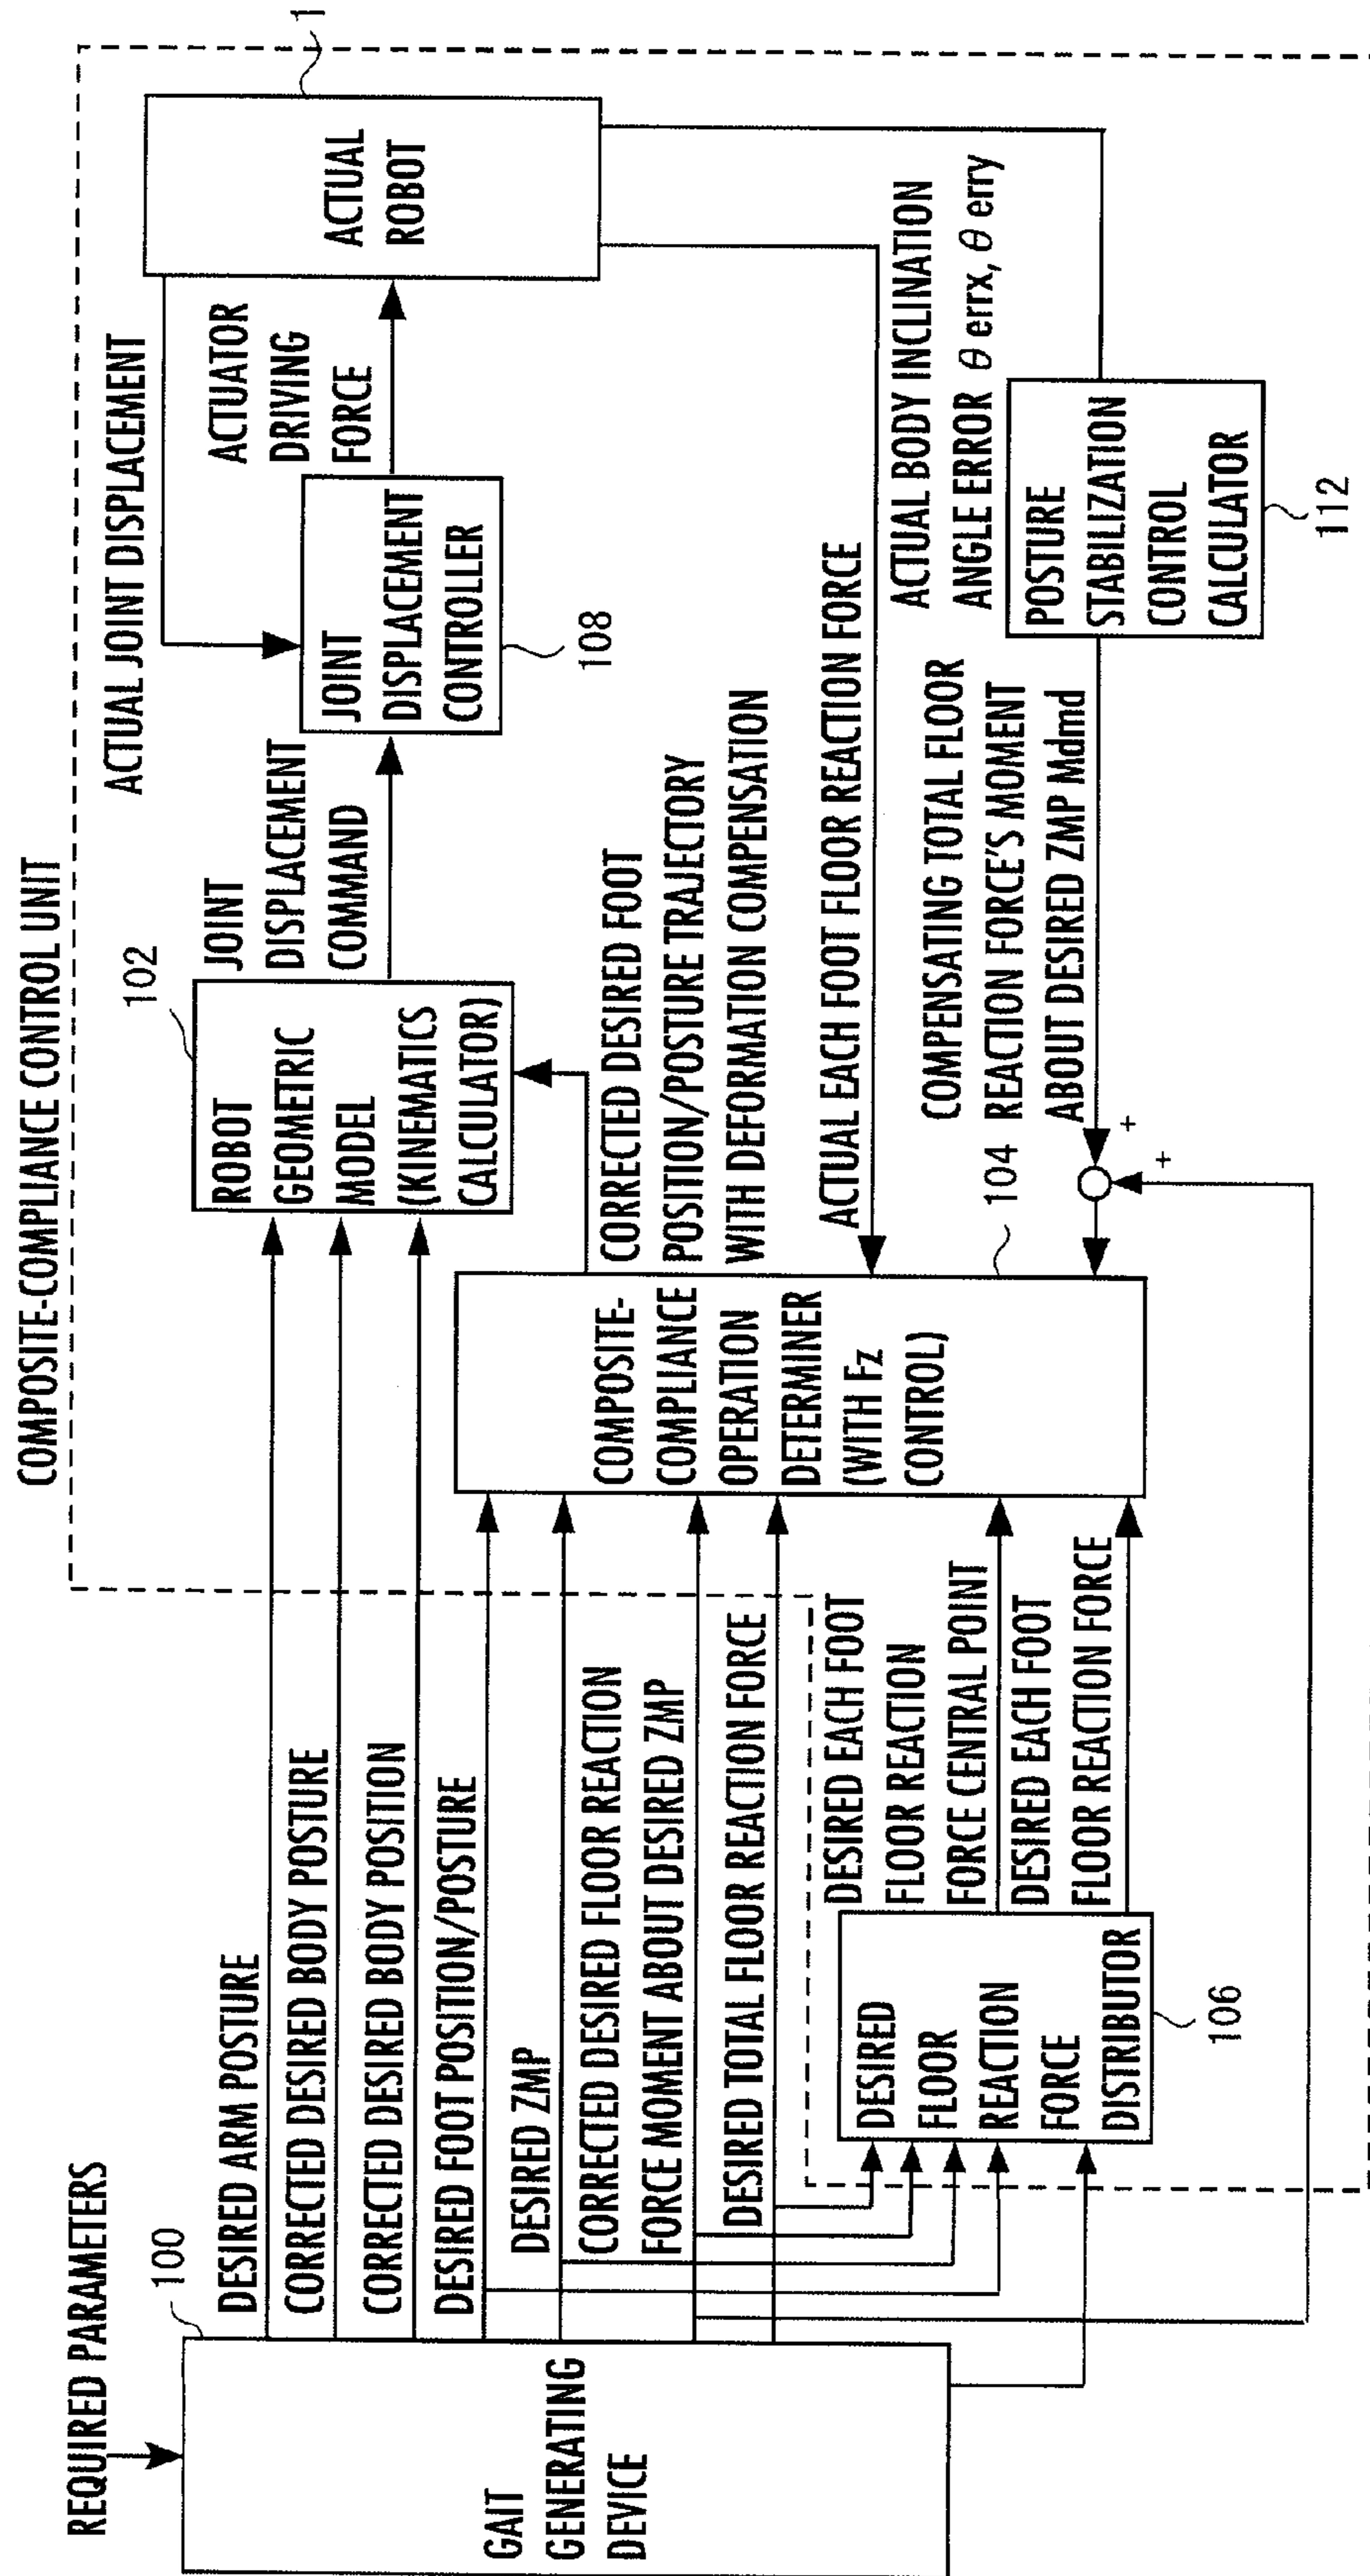 COMPOSITE-COMPLIANCE CONTROL UNIT
REQUIRED PARAMETERS
100
GAIT
GENERATING
DEVICE
DESIRED ARM POSTURE
CORRECTED DESIRED BODY POSTURE
CORRECTED DESIRED BODY POSITION
DESIRED FOOT POSITION/POSTURE
DESIRED ZMP
CORRECTED DESIRED FLOOR REACTION
FORCE MOMENT ABOUT DESIRED ZMP
DESIRED TOTAL FLOOR REACTION FORCE
DESIRED
FLOOR
REACTION
FORCE
DISTRIBUTOR
106
DESIRED EACH FOOT
FLOOR REACTION
FORCE CENTRAL POINT
DESIRED EACH FOOT
FLOOR REACTION FORCE
102
ROBOT
GEOMETRIC
MODEL
(KINEMATICS
CALCULATOR)
COMPOSITE-
COMPLIANCE
OPERATION
DETERMINER
(WITH Fz
CONTROL)
104
JOINT
DISPLACEMENT
COMMAND
CORRECTED DESIRED FOOT
POSITION/POSTURE TRAJECTORY
WITH DEFORMATION COMPENSATION
ACTUAL EACH FOOT FLOOR REACTION FORCE
COMPENSATING TOTAL FLOOR
REACTION FORCE'S MOMENT
ABOUT DESIRED ZMP Mdmd
+
+
ACTUAL JOINT DISPLACEMENT
JOINT
DISPLACEMENT
CONTROLLER
108
ACTUATOR
DRIVING
FORCE
ACTUAL
ROBOT
1
ACTUAL BODY INCLINATION
ANGLE ERROR θ errx, θ erry
POSTURE
STABILIZATION
CONTROL
CALCULATOR
112